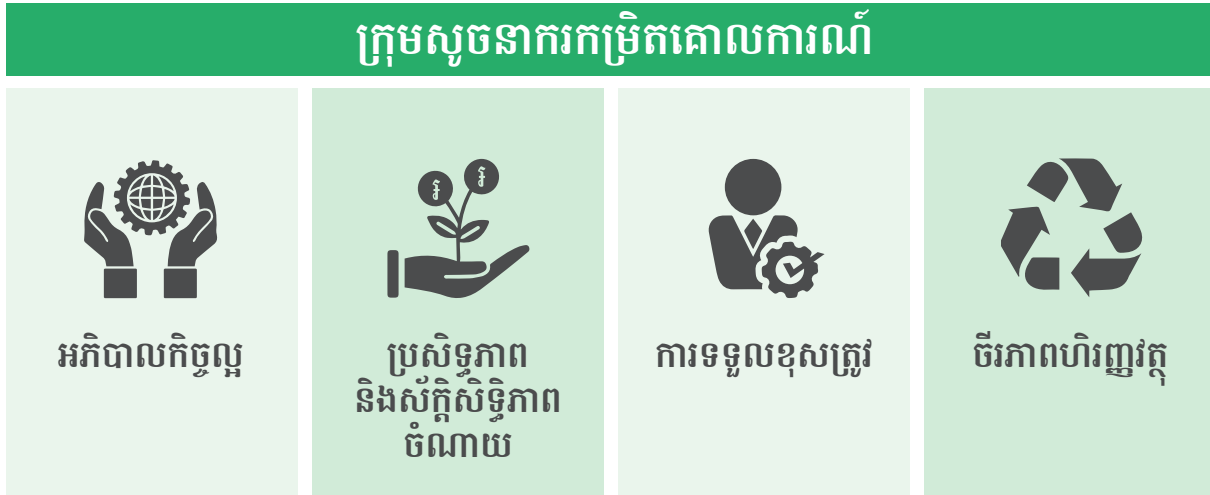 ក្រុមសូចនាករកម្រិតគោលការណ៍
អភិបាលកិច្ចល្អ
ប្រសិទ្ធភាព
និងស័ក្តិសិទ្ធិភាព
ចំណាយ
ការទទួលខុសត្រូវ
ចីរភាពហិរញ្ញវត្ថុ